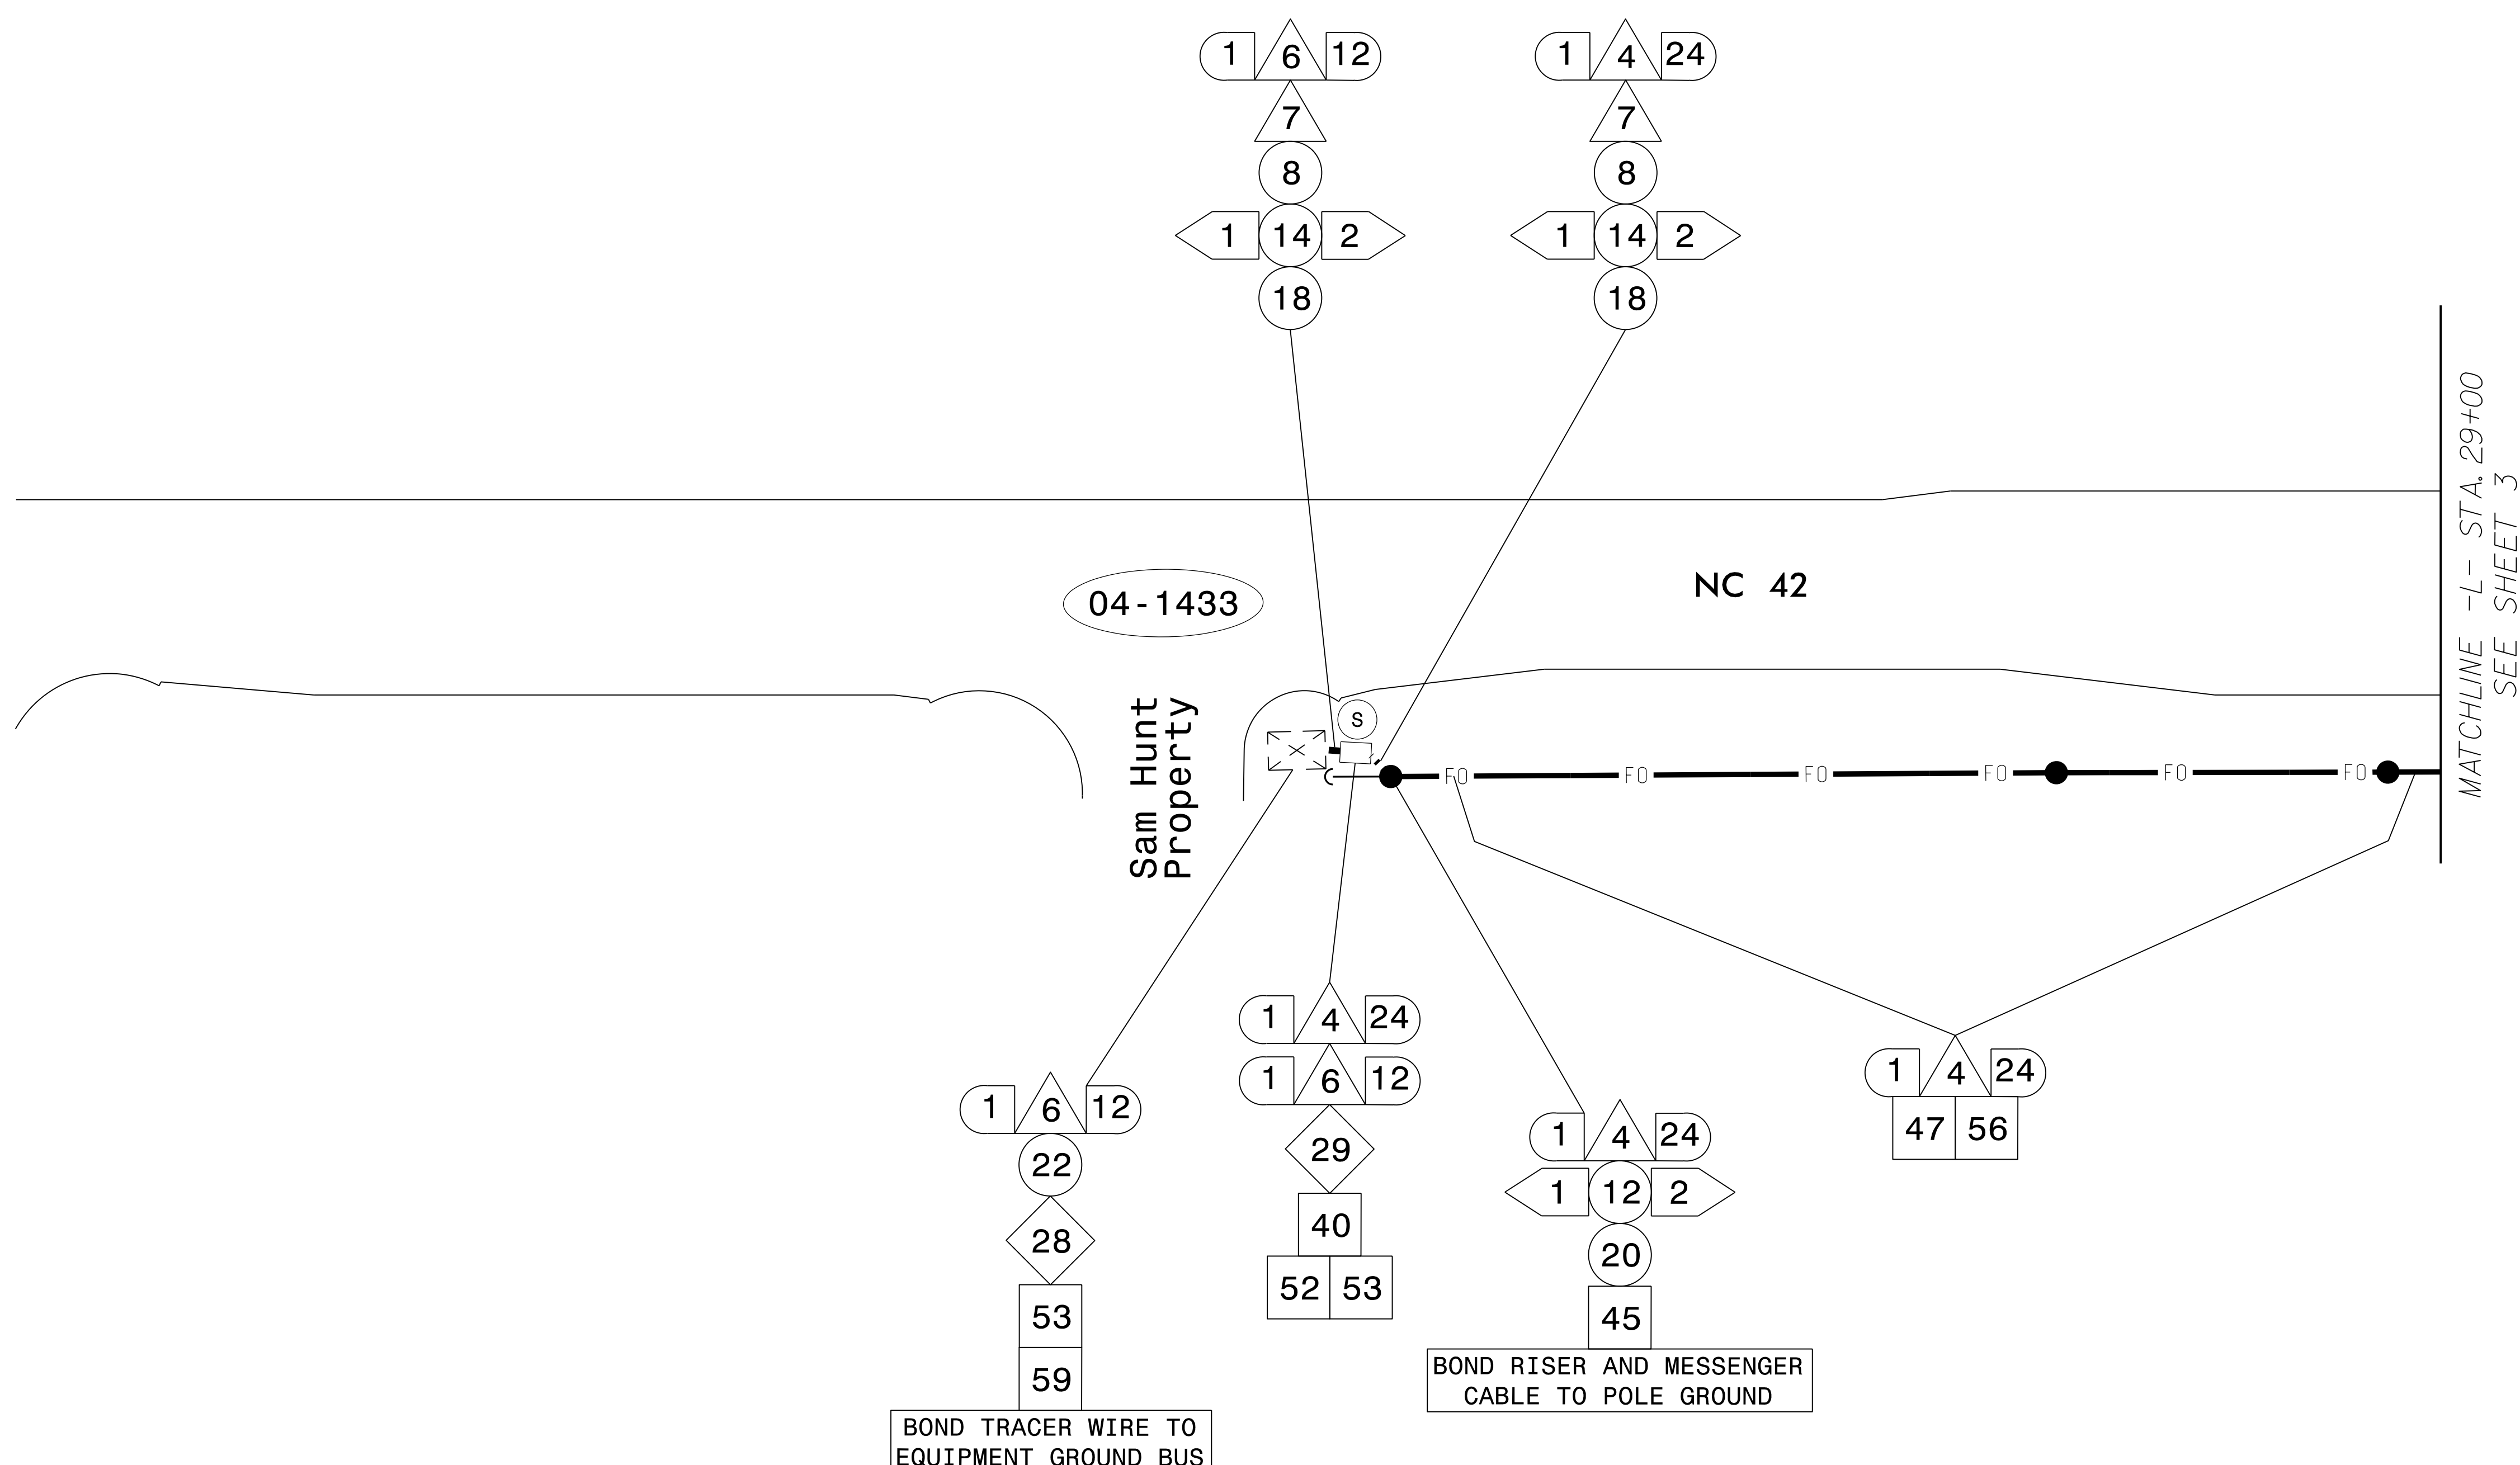 1 6 12
7
8
1 14 2
18
1 4 24
7
8
1 14 2
18
MATCHLINE -L- STA. 29+00
SEE SHEET 3
04-1433
NC 42
Sam Hunt
Property
S
FO FO FO FO FO FO
1 6 12
22
28
53
59
BOND TRACER WIRE TO
EQUIPMENT GROUND BUS
1 4 24
1 6 12
29
40
52 53
1 4 24
1 12 2
20
45
BOND RISER AND MESSENGER
CABLE TO POLE GROUND
1 4 24
47 56